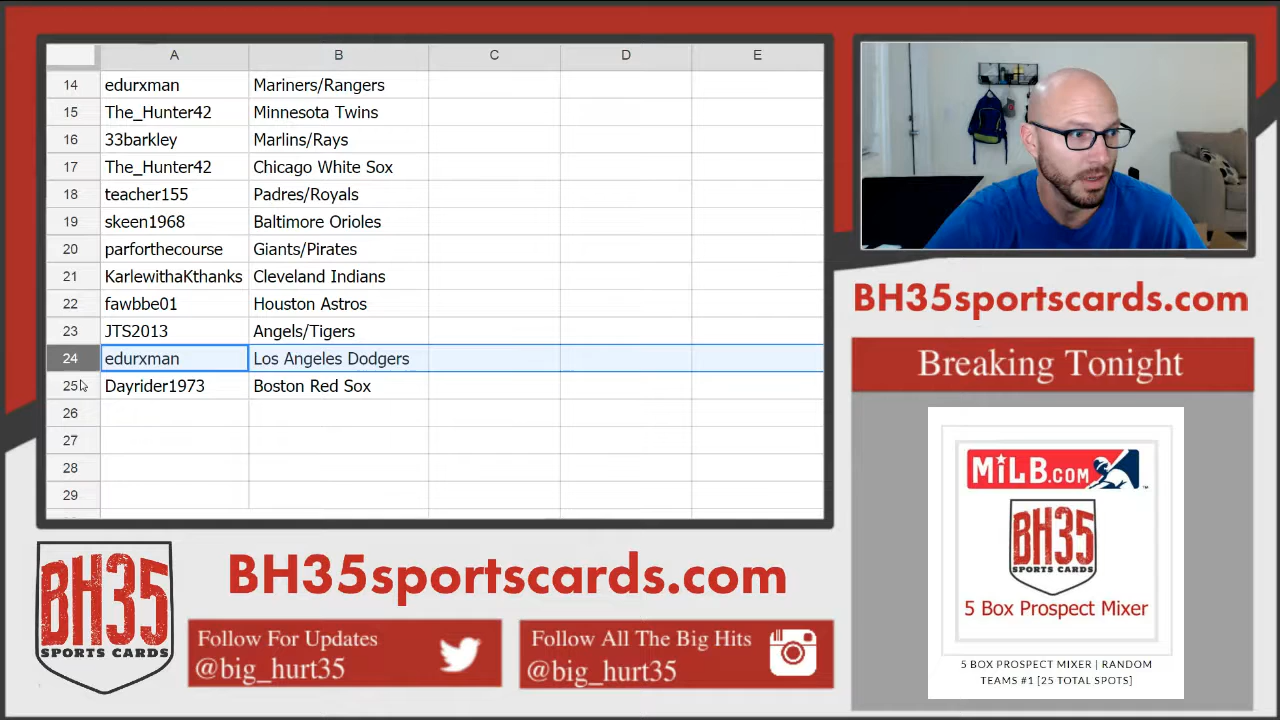 A B C D E
14 edurxman Mariners/Rangers
15 The_Hunter42 Minnesota Twins
16 33barkley Marlins/Rays
17 The_Hunter42 Chicago White Sox
18 teacher155 Padres/Royals
19 skeen1968 Baltimore Orioles
20 parforthecourse Giants/Pirates
21 KarlewithaKthanks Cleveland Indians
22 fawbbe01 Houston Astros
23 JTS2013 Angels/Tigers
24 edurxman Los Angeles Dodgers
25 Dayrider1973 Boston Red Sox
26
27
28
29
BH35sportscards.com
Breaking Tonight
MiLB.COM
BH35
SPORTS CARDS
5 Box Prospect Mixer
5 BOX PROSPECT MIXER | RANDOM
TEAMS #1 [25 TOTAL SPOTS]
BH35
SPORTS CARDS
BH35sportscards.com
Follow For Updates
@big_hurt35
Follow All The Big Hits
@big_hurt35